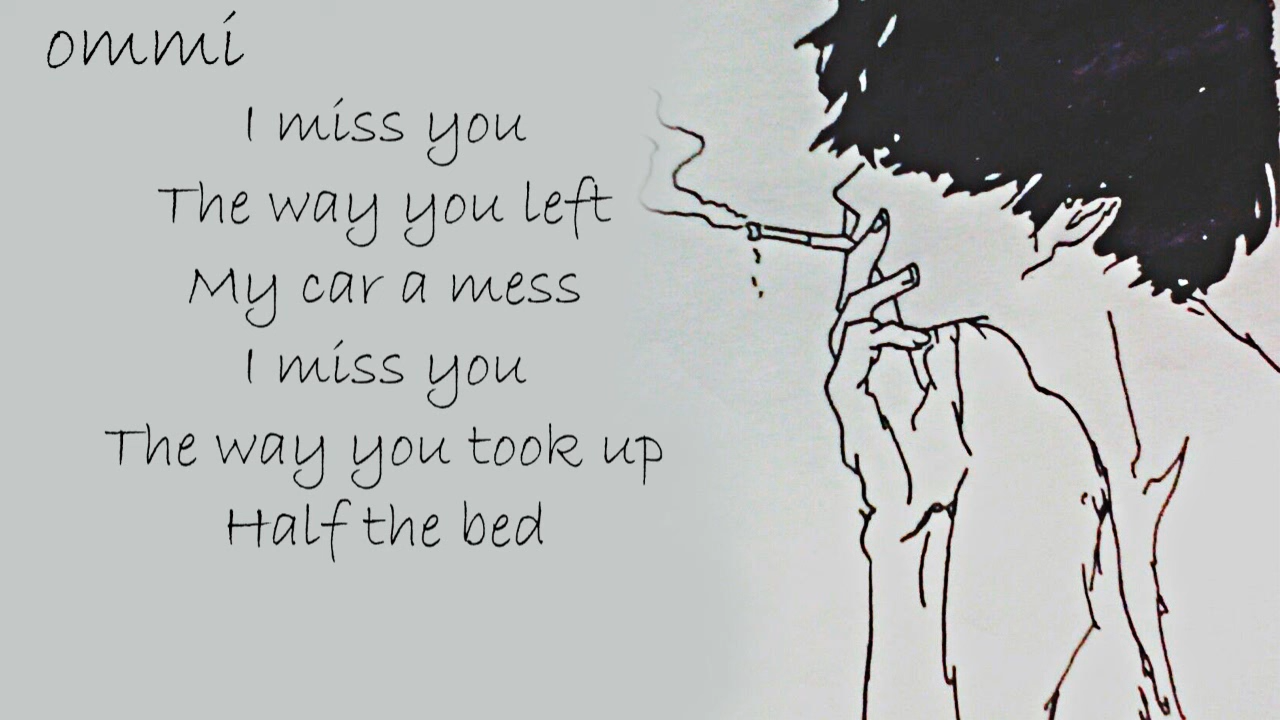 ommi
I miss you
The way you left
My car a mess
I miss you
The way you took up
Half the bed